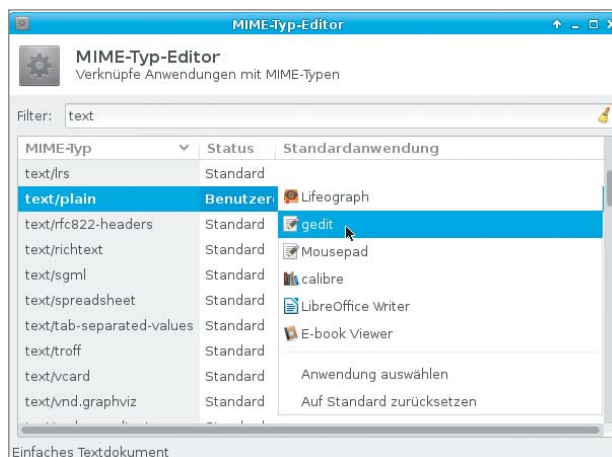 MIME-Typ-Editor
MIME-Typ-Editor
Verknüpfe Anwendungen mit MIME-Typen
Filter: text
MIME-Typ Status Standardanwendung
text/lrs Standard
text/plain Lifeograph
text/rfc822-headers Standard gedit
text/richtext Standard Mousepad
text/sgml Standard calibre
text/spreadsheet Standard LibreOffice Writer
text/tab-separated-values Standard E-book Viewer
text/troff Standard
text/vcard Standard Anwendung auswählen
text/vnd.graphviz Standard Auf Standard zurücksetzen
Einfaches Textdokument